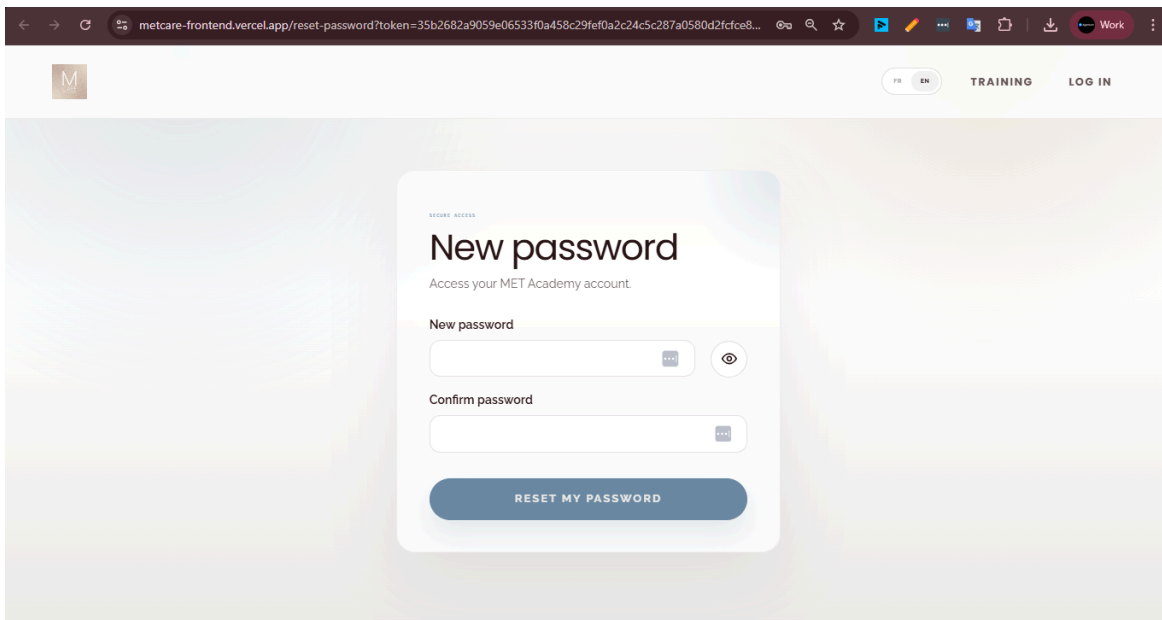 metcare-frontend.vercel.app/reset-password?token=35b2682a9059e06533f0a458c29fef0a2c24c5c287a0580d2fcfce8...
Work
M
FR EN TRAINING LOG IN
SECURE ACCESS
New password
Access your MET Academy account.
New password
Confirm password
RESET MY PASSWORD